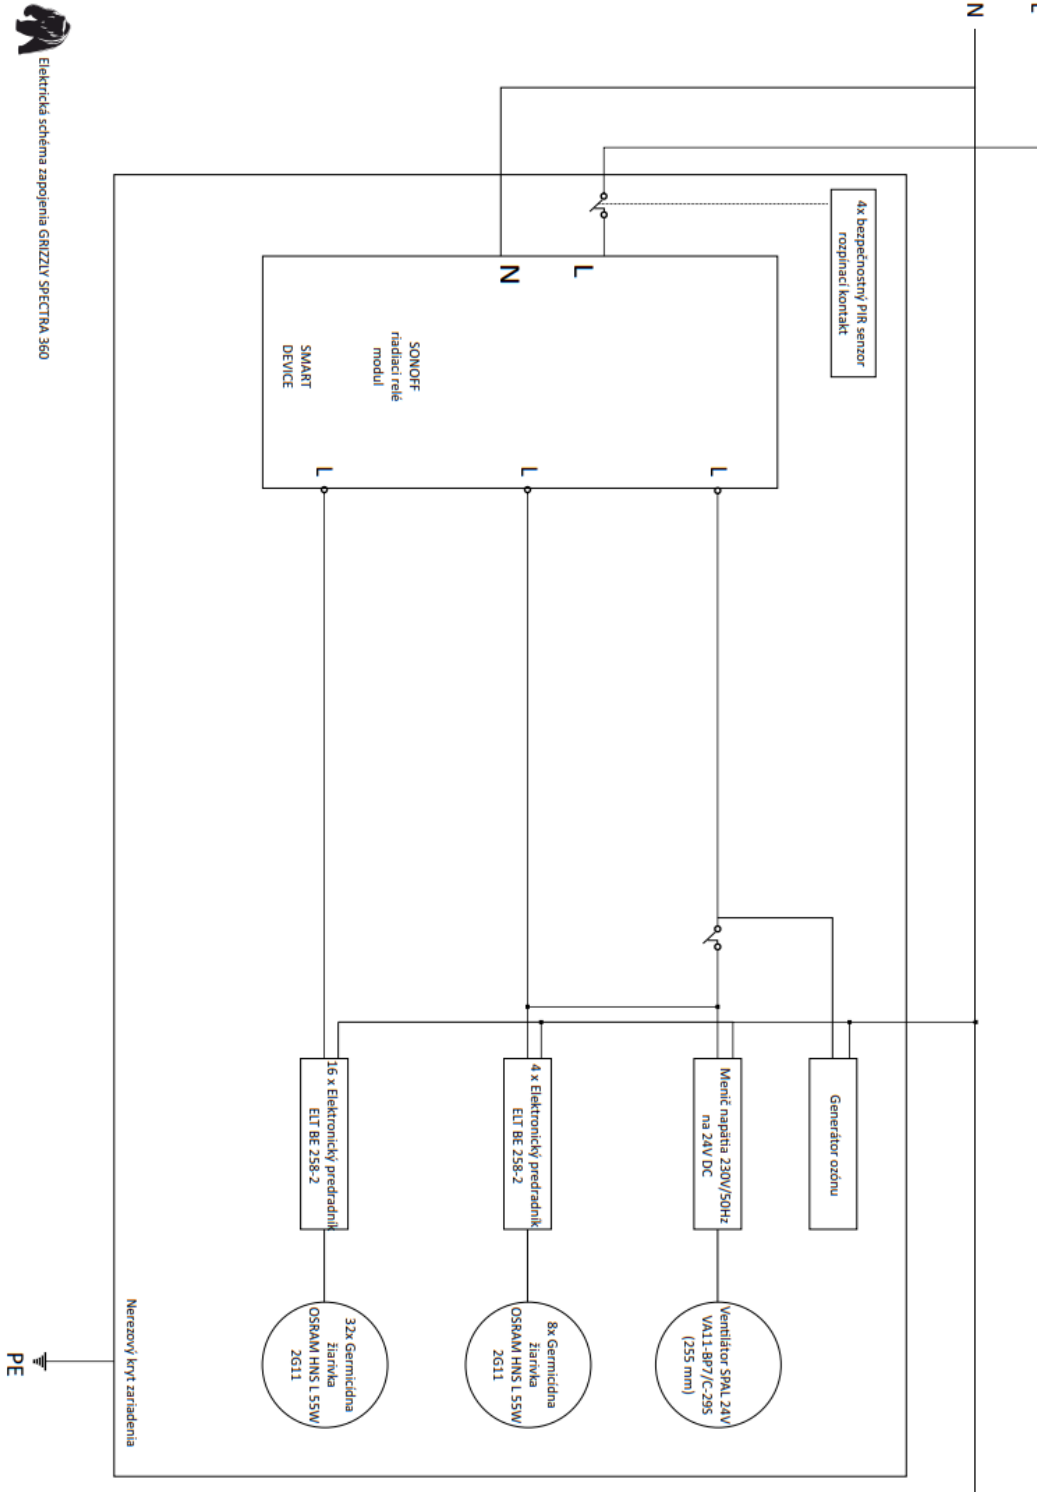 Elektrická schéma zapojenia GRIZZLY SPECTRA 360
L
N
4x bezpečnostný PIR senzor
rozpínací kontakt
N
L
SONOFF
riadiaci relé
modul
SMART
DEVICE
L
L
L
Generátor ozónu
Menič napätia 230V/50Hz
na 24V DC
4 x Elektronický predradník
ELT BE 258-2
16 x Elektronický predradník
ELT BE 258-2
Ventilátor SPAL 24V
VA11-BP7/C-29S
(255 mm)
8x Germicídna
žiarivka
OSRAM HNS L 55W
2G11
32x Germicídna
žiarivka
OSRAM HNS L 55W
2G11
Nerezový kryt zariadenia
PE